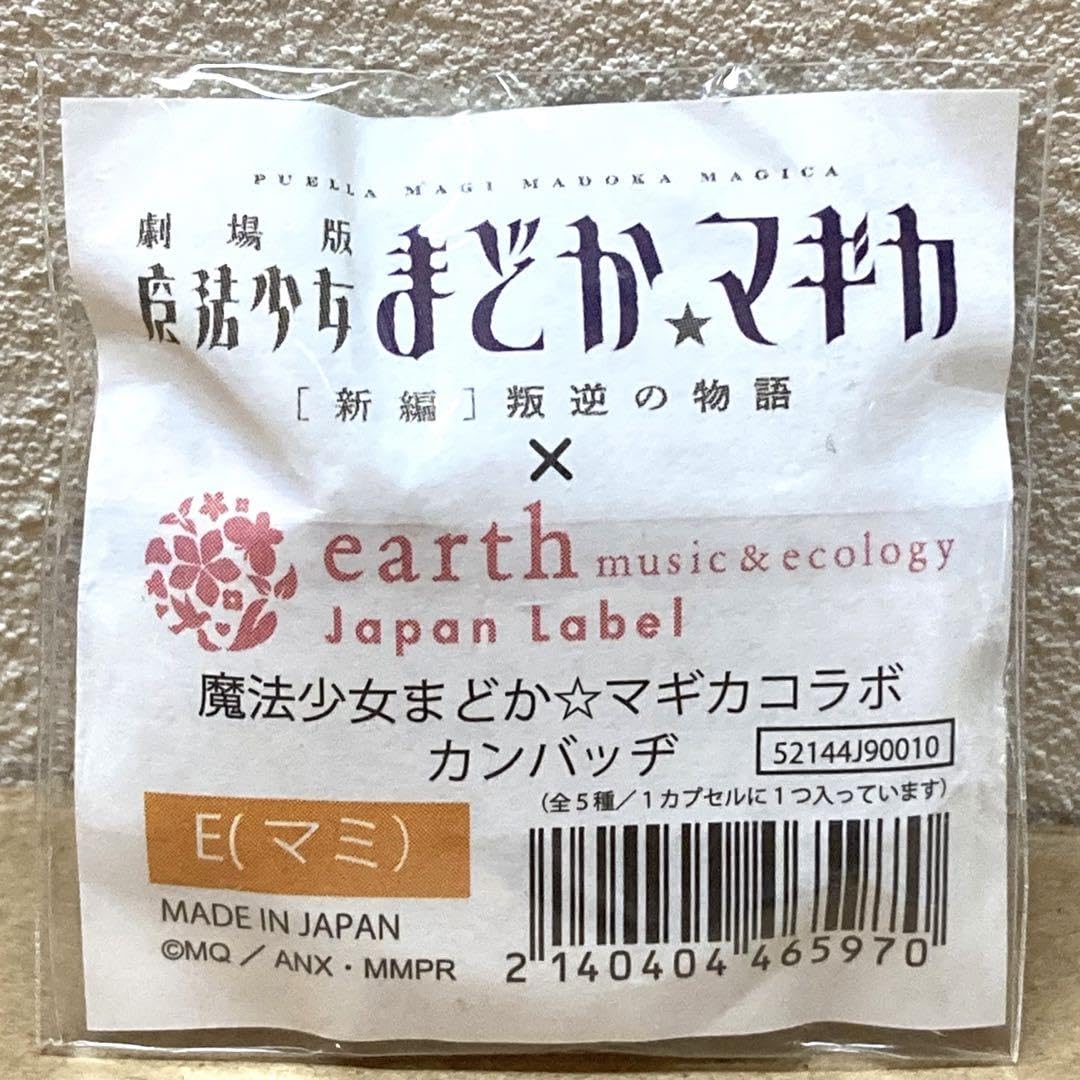 PUELLA MAGI MADOKA MAGICA
劇場版
魔法少女まどか★マギカ
[新編]叛逆の物語
×
earth music & ecology
Japan Label
魔法少女まどか☆マギカコラボ
カンバッヂ
52144J90010
(全5種/1カプセルに1つ入っています)
E(マミ)
MADE IN JAPAN
©MQ/ANX・MMPR
2 140404 465970